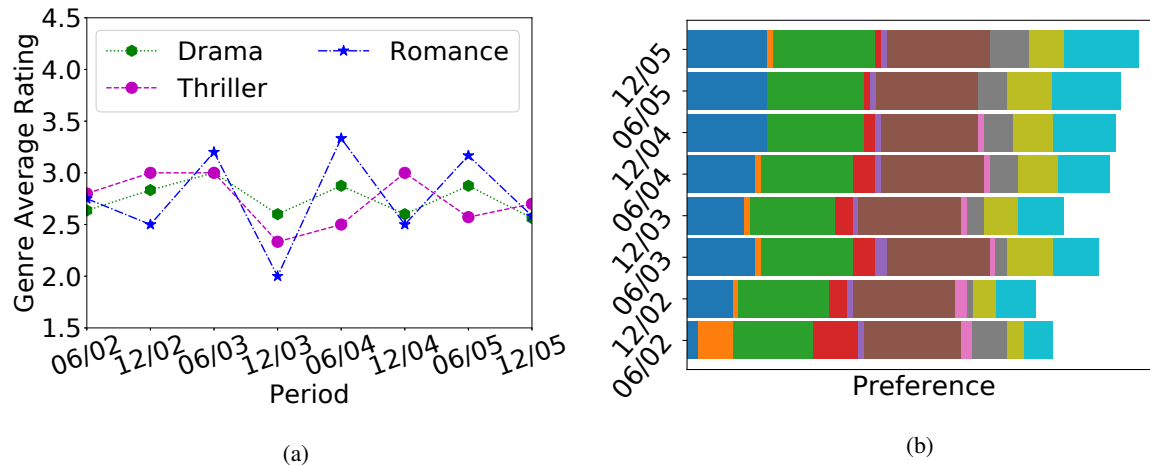 4.5
4.0
3.5
3.0
2.5
2.0
1.5
Genre Average Rating
Drama
Thriller
Romance
06/02 12/02 06/03 12/03 06/04 12/04 06/05 12/05
Period
(a)
12/05
06/05
12/04
06/04
12/03
06/03
12/02
06/02
Preference
(b)